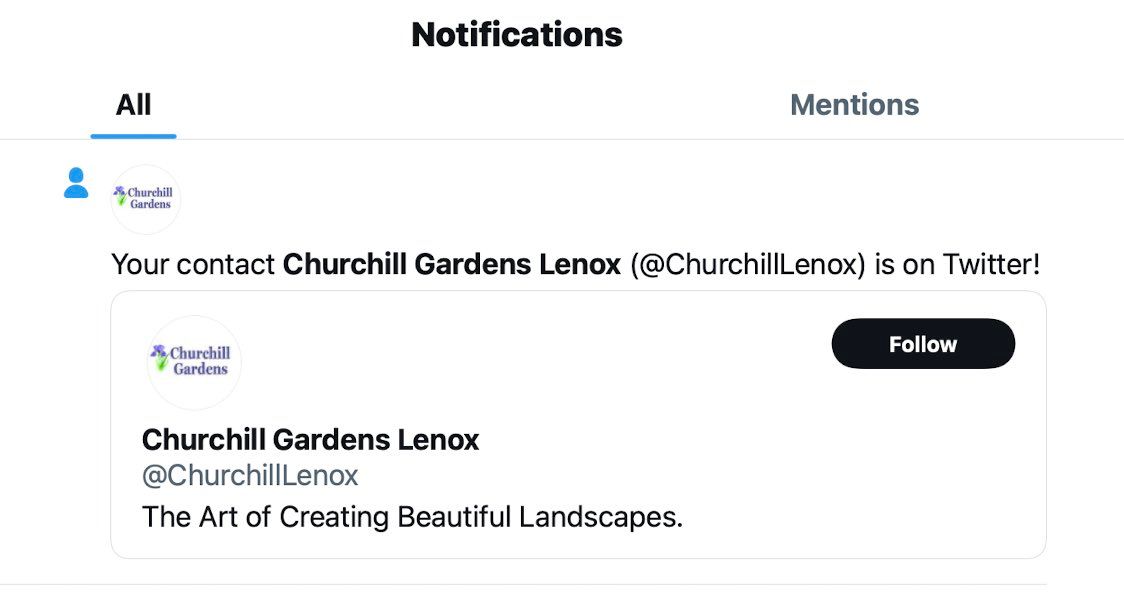 Notifications
All
Mentions
Churchill
Gardens
Your contact Churchill Gardens Lenox (@ChurchillLenox) is on Twitter!
Churchill
Gardens
Follow
Churchill Gardens Lenox
@ChurchillLenox
The Art of Creating Beautiful Landscapes.